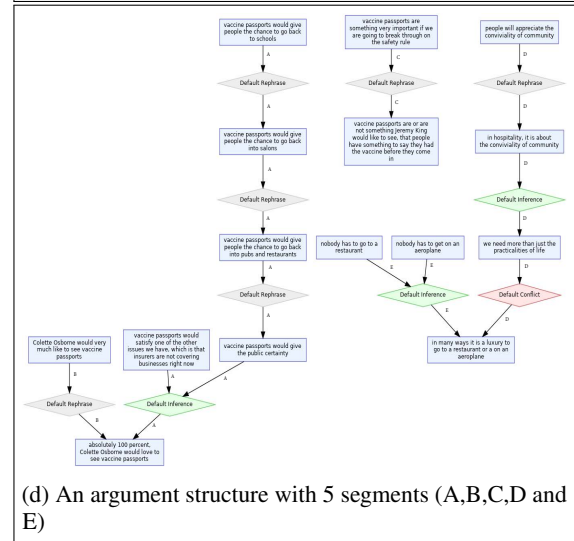 vaccine passports would give
people the chance to go back
to schools
A
Default Rephrase
A
vaccine passports would give
people the chance to go back
into salons
A
Default Rephrase
A
vaccine passports would give
people the chance to go back
into pubs and restaurants
A
Default Rephrase
A
vaccine passports would give
the public certainty
A
Colette Osborne would very
much like to see vaccine
passports
B
Default Rephrase
B
vaccine passports would
satisfy one of the other
issues we have, which is that
insurers are not covering
businesses right now
A
Default Inference
A
absolutely 100 percent,
Colette Osborne would love to
see vaccine passports
vaccine passports are
something very important if we
are going to break through on
the safety rule
C
Default Rephrase
C
vaccine passports are or are
not something Jeremy King
would like to see, that people
have something to say they had
the vaccine before they come
in
people will appreciate the
conviviality of community
D
Default Rephrase
D
in hospitality, it is about
the conviviality of community
D
Default Inference
D
we need more than just the
practicalities of life
D
Default Conflict
D
nobody has to go to a
restaurant
E
nobody has to get on an
aeroplane
E
Default Inference
E
in many ways it is a luxury to
go to a restaurant or a on an
aeroplane
(d) An argument structure with 5 segments (A,B,C,D and
E)